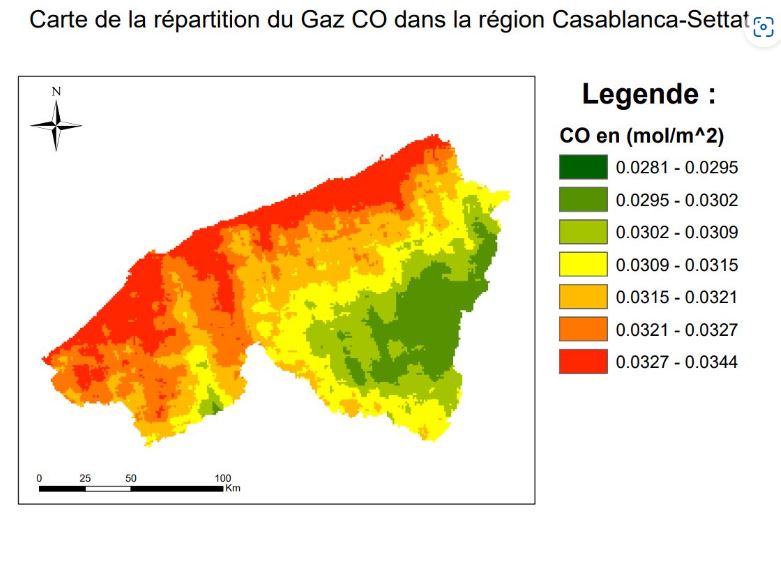 Carte de la répartition du Gaz CO dans la région Casablanca-Settat
N
Legende :
CO en (mol/m^2)
0.0281 - 0.0295
0.0295 - 0.0302
0.0302 - 0.0309
0.0309 - 0.0315
0.0315 - 0.0321
0.0321 - 0.0327
0.0327 - 0.0344
0 25 50 100
Km